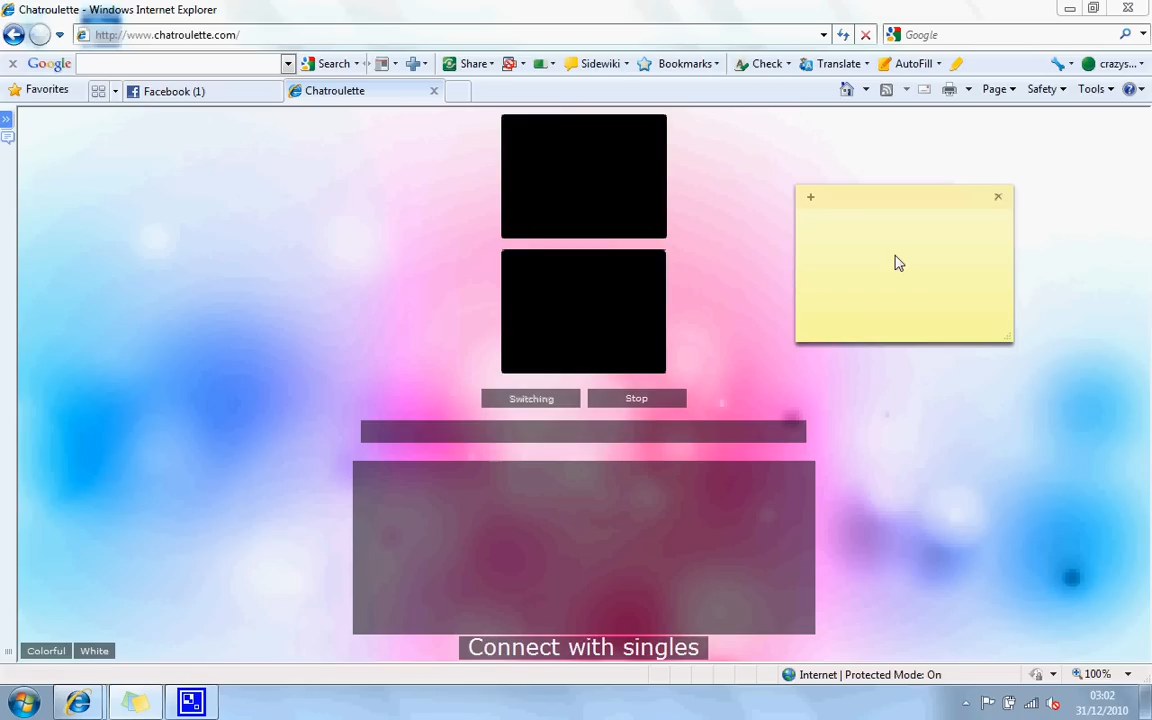 Chatroulette - Windows Internet Explorer
http://www.chatroulette.com/
Google
Google
Search
Share
Sidewiki
Bookmarks
Check
Translate
AutoFill
crazys...
Favorites
Facebook (1)
Chatroulette
Page
Safety
Tools
Switching
Stop
Connect with singles
Colorful
White
Internet | Protected Mode: On
100%
03:02
31/12/2010